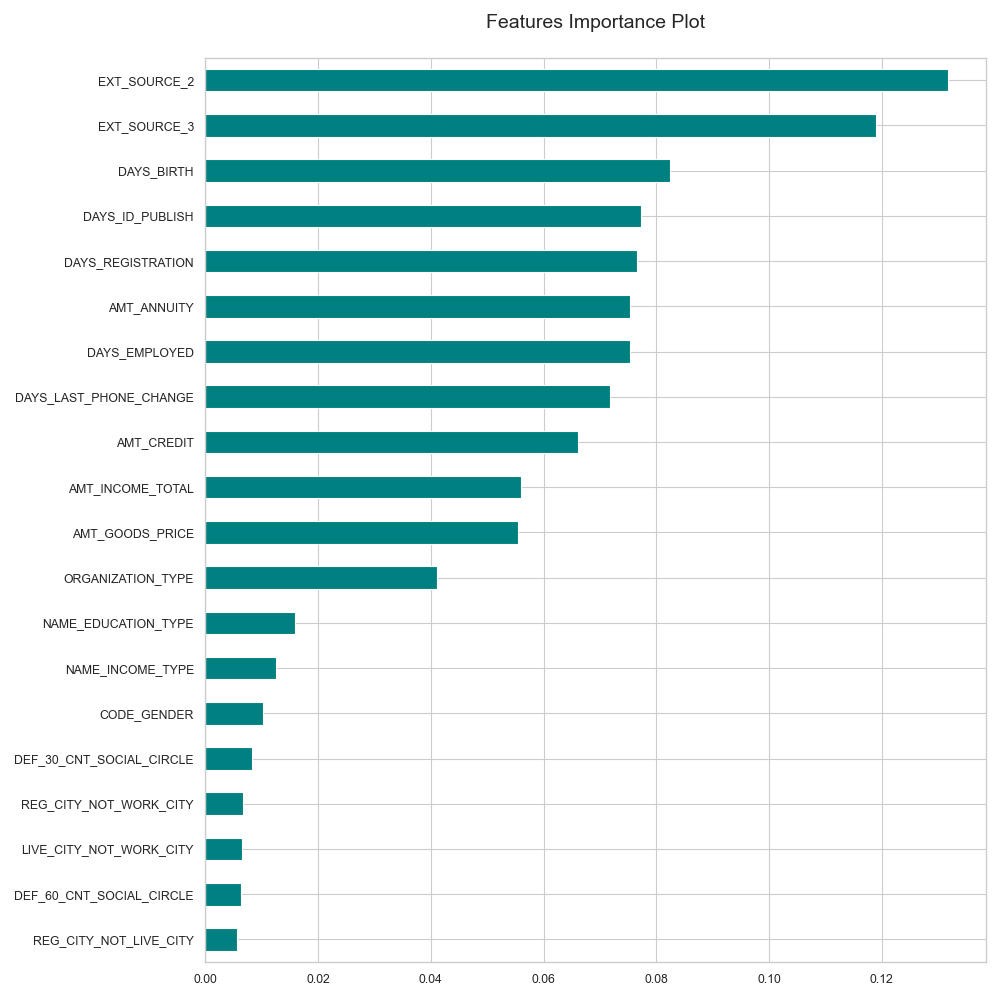 Features Importance Plot
EXT_SOURCE_2
EXT_SOURCE_3
DAYS_BIRTH
DAYS_ID_PUBLISH
DAYS_REGISTRATION
AMT_ANNUITY
DAYS_EMPLOYED
DAYS_LAST_PHONE_CHANGE
AMT_CREDIT
AMT_INCOME_TOTAL
AMT_GOODS_PRICE
ORGANIZATION_TYPE
NAME_EDUCATION_TYPE
NAME_INCOME_TYPE
CODE_GENDER
DEF_30_CNT_SOCIAL_CIRCLE
REG_CITY_NOT_WORK_CITY
LIVE_CITY_NOT_WORK_CITY
DEF_60_CNT_SOCIAL_CIRCLE
REG_CITY_NOT_LIVE_CITY
0.00 0.02 0.04 0.06 0.08 0.10 0.12